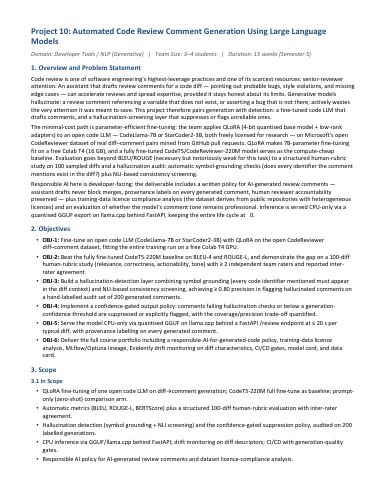 Project 10: Automated Code Review Comment Generation Using Large Language
Models
Domain: Developer Tools / NLP (Generative) | Team Size: 3–4 students | Duration: 15 weeks (Semester 5)
1. Overview and Problem Statement
Code review is one of software engineering's highest-leverage practices and one of its scarcest resources: senior-reviewer
attention. An assistant that drafts review comments for a code diff — pointing out probable bugs, style violations, and missing
edge cases — can accelerate reviews and spread expertise, provided it stays honest about its limits. Generative models
hallucinate: a review comment referencing a variable that does not exist, or asserting a bug that is not there, actively wastes
the very attention it was meant to save. This project therefore pairs generation with detection: a fine-tuned code LLM that
drafts comments, and a hallucination-screening layer that suppresses or flags unreliable ones.
The minimal-cost path is parameter-efficient fine-tuning: the team applies QLoRA (4-bit quantised base model + low-rank
adapters) to an open code LLM — CodeLlama-7B or StarCoder2-3B, both freely licensed for research — on Microsoft's open
CodeReviewer dataset of real diff–comment pairs mined from GitHub pull requests. QLoRA makes 7B-parameter fine-tuning
fit on a free Colab T4 (16 GB), and a fully fine-tuned CodeT5/CodeReviewer-220M model serves as the compute-cheap
baseline. Evaluation goes beyond BLEU/ROUGE (necessary but notoriously weak for this task) to a structured human-rubric
study on 100 sampled diffs and a hallucination audit: automatic symbol-grounding checks (does every identifier the comment
mentions exist in the diff?) plus NLI-based consistency screening.
Responsible AI here is developer-facing: the deliverable includes a written policy for AI-generated review comments —
assistant drafts never block merges, provenance labels on every generated comment, human reviewer accountability
preserved — plus training-data licence analysis (the dataset derives from public repositories with heterogeneous
licences) and an evaluation of whether the model's comment tone remains professional. Inference is served CPU-only via a
quantised GGUF export on llama.cpp behind FastAPI, keeping the entire life cycle at 0.
2. Objectives
• OBJ-1: Fine-tune an open code LLM (CodeLlama-7B or StarCoder2-3B) with QLoRA on the open CodeReviewer
diff–comment dataset, fitting the entire training run on a free Colab T4 GPU.
• OBJ-2: Beat the fully fine-tuned CodeT5-220M baseline on BLEU-4 and ROUGE-L, and demonstrate the gap on a 100-diff
human-rubric study (relevance, correctness, actionability, tone) with ≥ 2 independent team raters and reported inter-
rater agreement.
• OBJ-3: Build a hallucination-detection layer combining symbol grounding (every code identifier mentioned must appear
in the diff context) and NLI-based consistency screening, achieving ≥ 0.80 precision in flagging hallucinated comments on
a hand-labelled audit set of 200 generated comments.
• OBJ-4: Implement a confidence-gated output policy: comments failing hallucination checks or below a generation-
confidence threshold are suppressed or explicitly flagged, with the coverage/precision trade-off quantified.
• OBJ-5: Serve the model CPU-only via quantised GGUF on llama.cpp behind a FastAPI /review endpoint at ≤ 20 s per
typical diff, with provenance labelling on every generated comment.
• OBJ-6: Deliver the full course portfolio including a responsible-AI-for-generated-code policy, training-data licence
analysis, MLflow/Optuna lineage, Evidently drift monitoring on diff characteristics, CI/CD gates, model card, and data
card.
3. Scope
3.1 In Scope
• QLoRA fine-tuning of one open code LLM on diff→comment generation; CodeT5-220M full fine-tune as baseline; prompt-
only (zero-shot) comparison arm.
• Automatic metrics (BLEU, ROUGE-L, BERTScore) plus a structured 100-diff human-rubric evaluation with inter-rater
agreement.
• Hallucination detection (symbol grounding + NLI screening) and the confidence-gated suppression policy, audited on 200
labelled generations.
• CPU inference via GGUF/llama.cpp behind FastAPI; drift monitoring on diff descriptors; CI/CD with generation-quality
gates.
• Responsible AI policy for AI-generated review comments and dataset licence-compliance analysis.